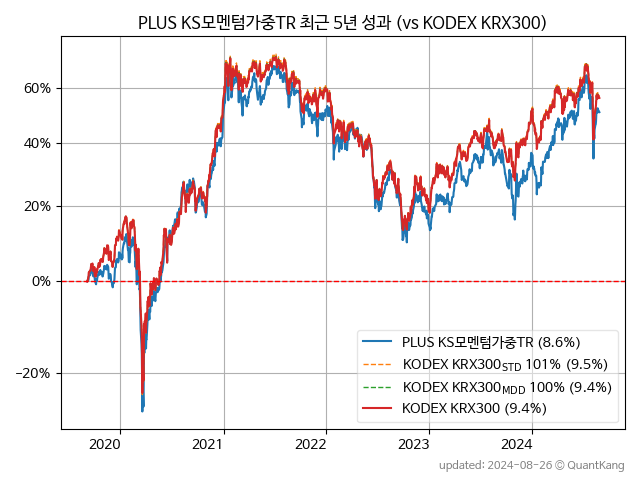 PLUS KS모멘텀가중TR 최근 5년 성과 (vs KODEX KRX300)
60%
40%
20%
0%
−20%
PLUS KS모멘텀가중TR (8.6%)
KODEX KRX300STD 101% (9.5%)
KODEX KRX300MDD 100% (9.4%)
KODEX KRX300 (9.4%)
2020 2021 2022 2023 2024
updated: 2024-08-26 © QuantKang